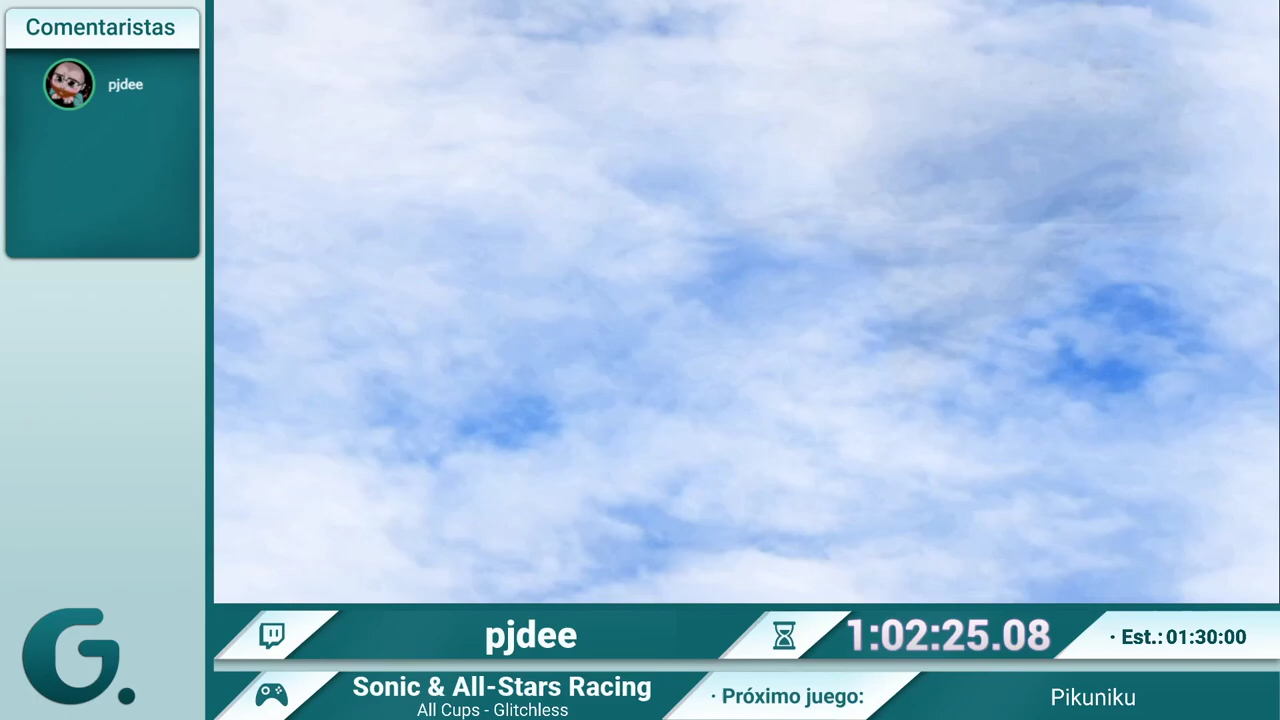 Comentaristas
pjdee
pjdee
1:02:25.08
· Est.: 01:30:00
Sonic & All-Stars Racing
All Cups - Glitchless
· Próximo juego:
Pikuniku
G.